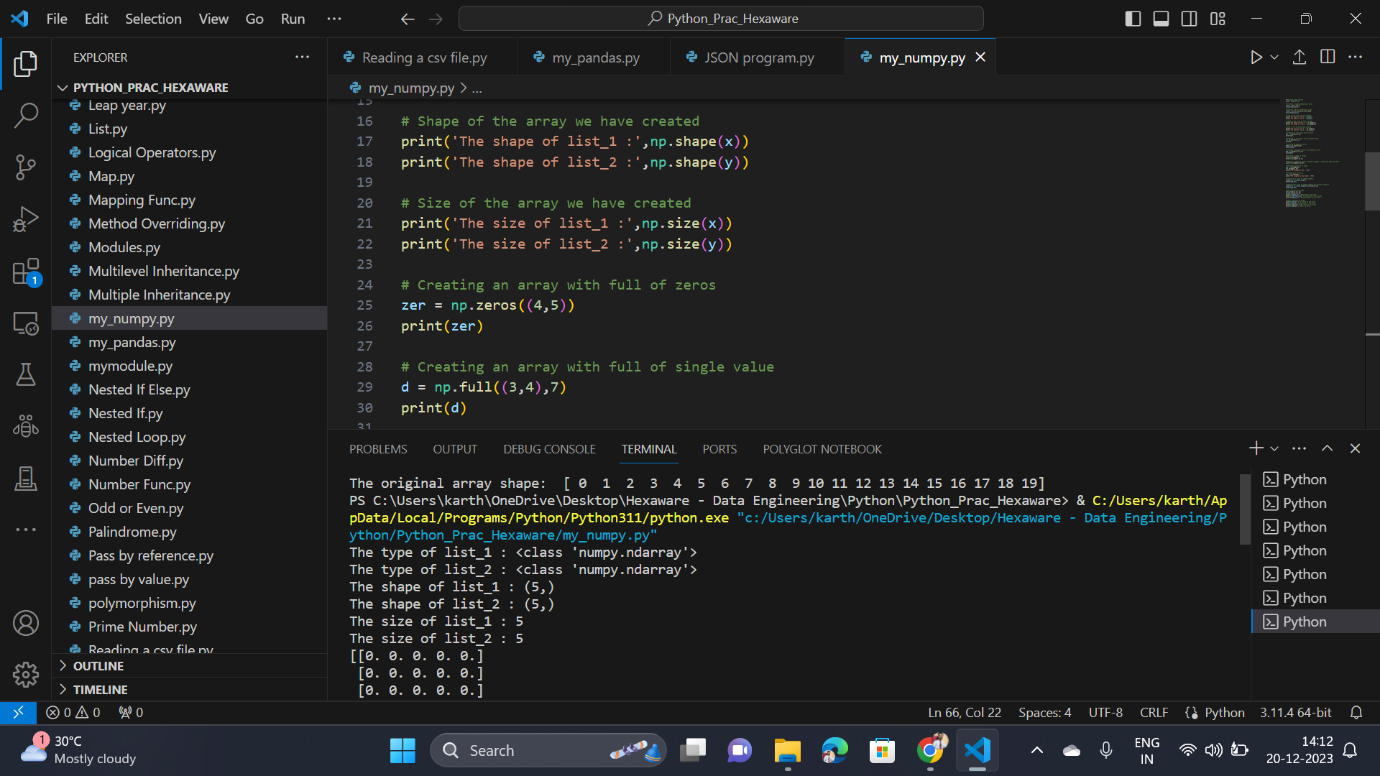 File Edit Selection View Go Run ···
Python_Prac_Hexaware
EXPLORER ···
PYTHON_PRAC_HEXAWARE
Leap year.py
List.py
Logical Operators.py
Map.py
Mapping Func.py
Method Overriding.py
Modules.py
Multilevel Inheritance.py
Multiple Inheritance.py
my_numpy.py
my_pandas.py
mymodule.py
Nested If Else.py
Nested If.py
Nested Loop.py
Number Diff.py
Number Func.py
Odd or Even.py
Palindrome.py
Pass by reference.py
pass by value.py
polymorphism.py
Prime Number.py
Reading a csv file.py
OUTLINE
TIMELINE
1
Reading a csv file.py my_pandas.py JSON program.py my_numpy.py
my_numpy.py > ...
15
16 # Shape of the array we have created
17 print('The shape of list_1 :',np.shape(x))
18 print('The shape of list_2 :',np.shape(y))
19
20 # Size of the array we have created
21 print('The size of list_1 :',np.size(x))
22 print('The size of list_2 :',np.size(y))
23
24 # Creating an array with full of zeros
25 zer = np.zeros((4,5))
26 print(zer)
27
28 # Creating an array with full of single value
29 d = np.full((3,4),7)
30 print(d)
31
PROBLEMS OUTPUT DEBUG CONSOLE TERMINAL PORTS POLYGLOT NOTEBOOK
The original array shape:  [ 0  1  2  3  4  5  6  7  8  9 10 11 12 13 14 15 16 17 18 19]
PS C:\Users\karth\OneDrive\Desktop\Hexaware - Data Engineering\Python\Python_Prac_Hexaware> & C:/Users/karth/Ap
pData/Local/Programs/Python/Python311/python.exe "c:/Users/karth/OneDrive/Desktop/Hexaware - Data Engineering/P
ython/Python_Prac_Hexaware/my_numpy.py"
The type of list_1 : <class 'numpy.ndarray'>
The type of list_2 : <class 'numpy.ndarray'>
The shape of list_1 : (5,)
The shape of list_2 : (5,)
The size of list_1 : 5
The size of list_2 : 5
[[0. 0. 0. 0. 0.]
 [0. 0. 0. 0. 0.]
 [0. 0. 0. 0. 0.]
Python
Python
Python
Python
Python
Python
Python
0 0 0 Ln 66, Col 22 Spaces: 4 UTF-8 CRLF Python 3.11.4 64-bit
1
30°C
Mostly cloudy
Search
ENG
IN
14:12
20-12-2023